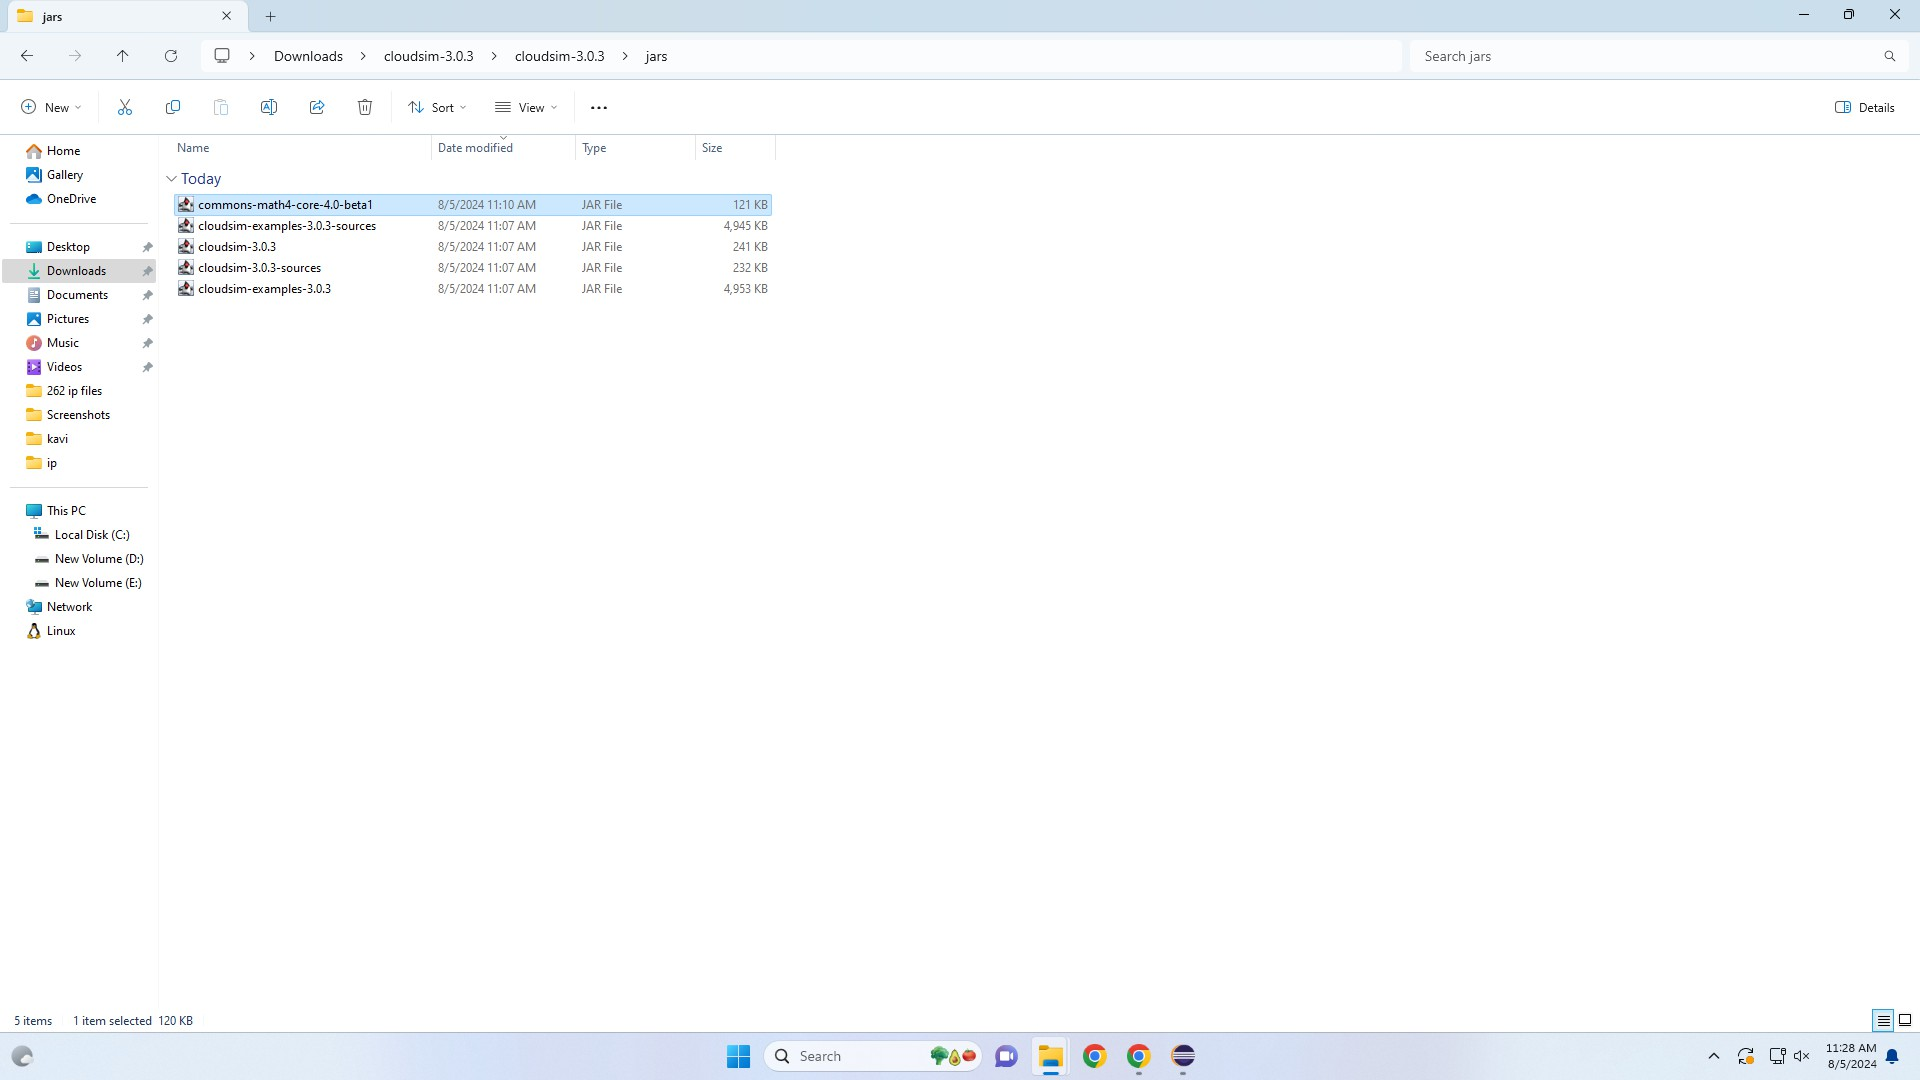 jars
Downloads > cloudsim-3.0.3 > cloudsim-3.0.3 > jars
Search jars
New
Sort
View
Details
Home
Gallery
OneDrive
Desktop
Downloads
Documents
Pictures
Music
Videos
262 ip files
Screenshots
kavi
ip
This PC
Local Disk (C:)
New Volume (D:)
New Volume (E:)
Network
Linux
Name Date modified Type Size
Today
commons-math4-core-4.0-beta1 8/5/2024 11:10 AM JAR File 121 KB
cloudsim-examples-3.0.3-sources 8/5/2024 11:07 AM JAR File 4,945 KB
cloudsim-3.0.3 8/5/2024 11:07 AM JAR File 241 KB
cloudsim-3.0.3-sources 8/5/2024 11:07 AM JAR File 232 KB
cloudsim-examples-3.0.3 8/5/2024 11:07 AM JAR File 4,953 KB
5 items 1 item selected 120 KB
Search
11:28 AM
8/5/2024